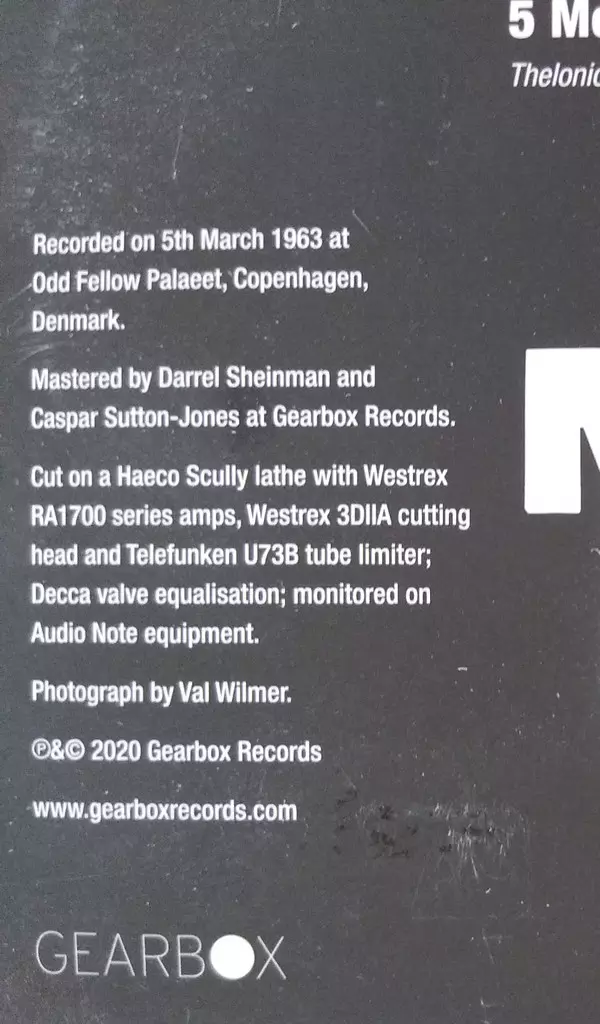 5 Mo
Thelonio
Recorded on 5th March 1963 at
Odd Fellow Palaeet, Copenhagen,
Denmark.
Mastered by Darrel Sheinman and
Caspar Sutton-Jones at Gearbox Records.
Cut on a Haeco Scully lathe with Westrex
RA1700 series amps, Westrex 3DIIA cutting
head and Telefunken U73B tube limiter;
Decca valve equalisation; monitored on
Audio Note equipment.
Photograph by Val Wilmer.
℗&© 2020 Gearbox Records
www.gearboxrecords.com
GEARBOX